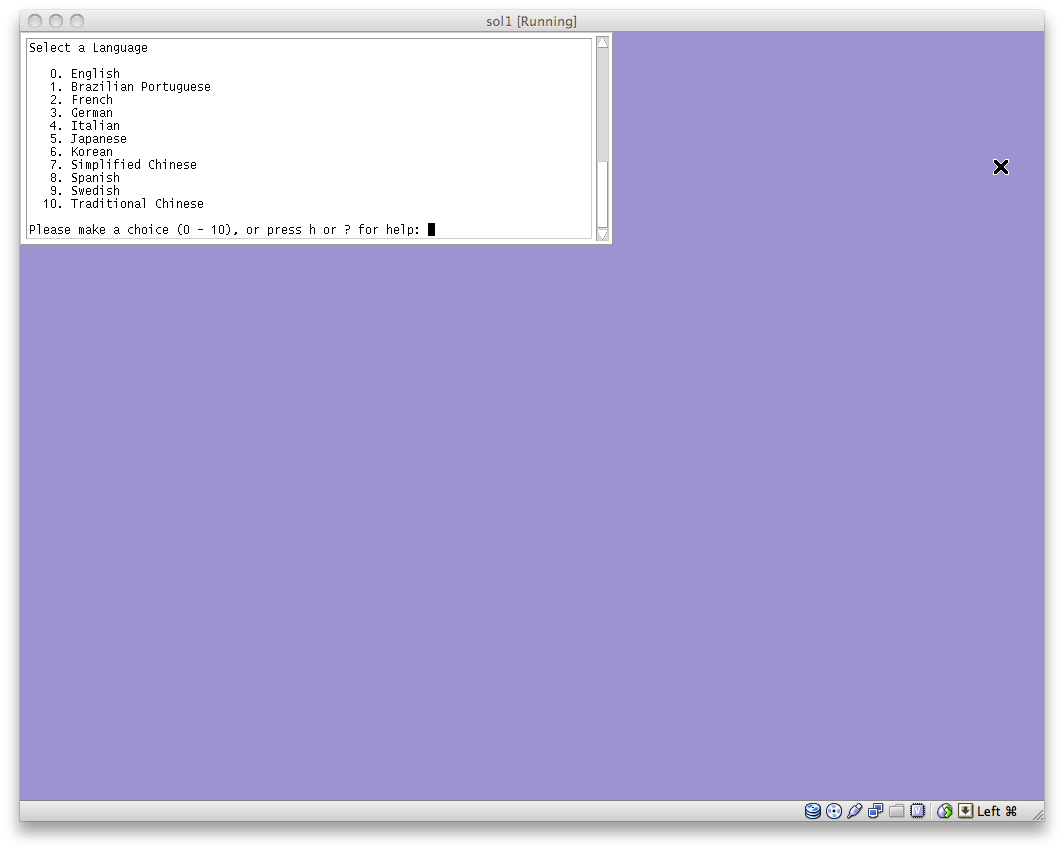 sol1 [Running]
Select a Language
0. English
1. Brazilian Portuguese
2. French
3. German
4. Italian
5. Japanese
6. Korean
7. Simplified Chinese
8. Spanish
9. Swedish
10. Traditional Chinese
Please make a choice (0 - 10), or press h or ? for help:
Left ⌘